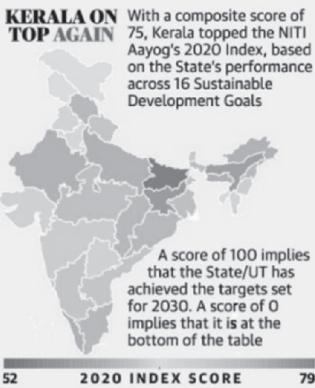 KERALA ON
TOP AGAIN
With a composite score of
75, Kerala topped the NITI
Aayog's 2020 Index, based
on the State's performance
across 16 Sustainable
Development Goals
A score of 100 implies
that the State/UT has
achieved the targets set
for 2030. A score of 0
implies that it is at the
bottom of the table
52 2020 INDEX SCORE 79